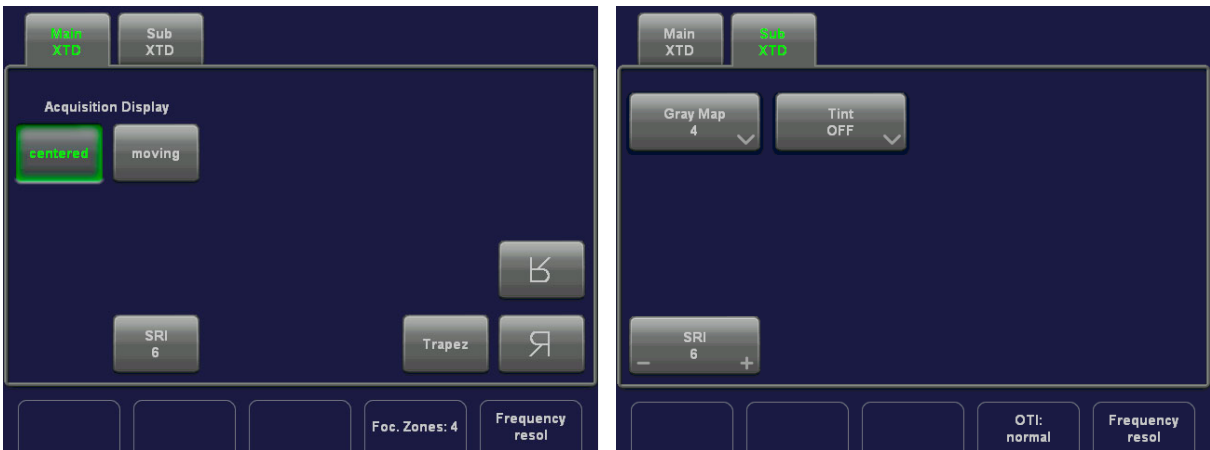 Main
XTD
Sub
XTD
Acquisition Display
centered
moving
R
SRI
6
Trapez
R
Foc. Zones: 4
Frequency
resol
Main
XTD
Sub
XTD
Gray Map
4
Tint
OFF
SRI
6
- +
OTI:
normal
Frequency
resol